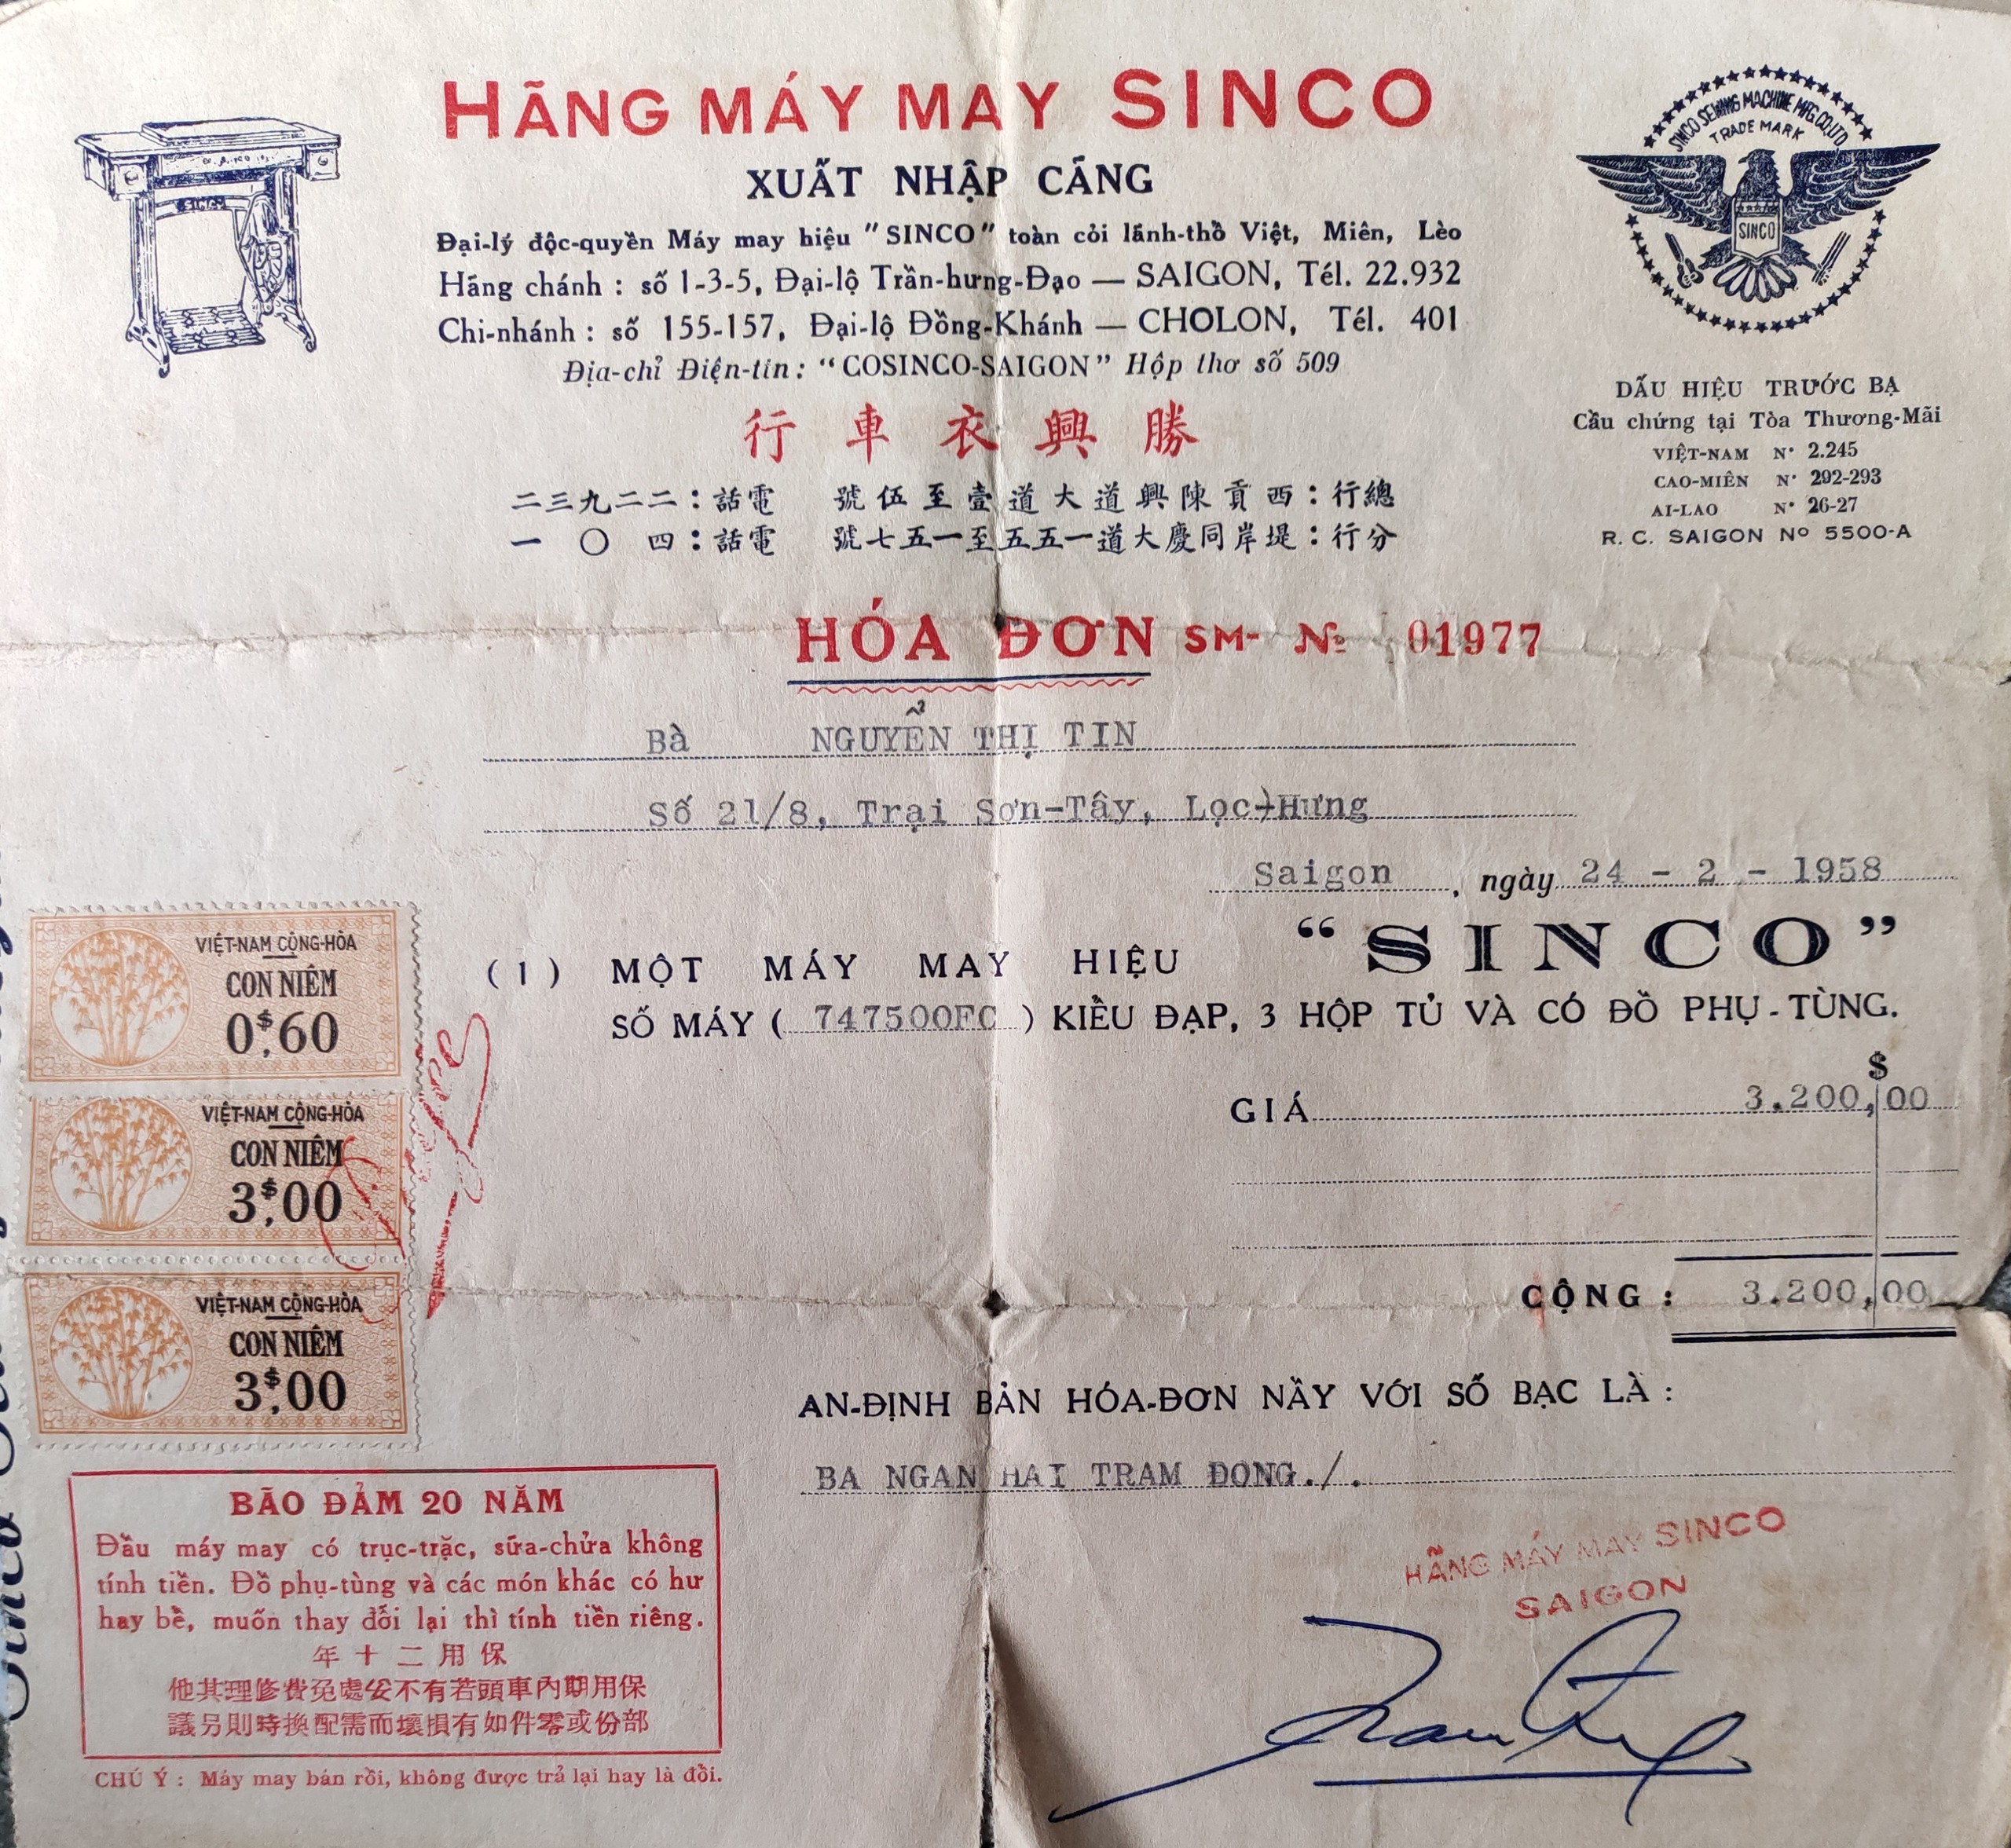 HÃNG MÁY MAY SINCO
XUẤT NHẬP CẢNG
Đại-lý độc-quyền Máy may hiệu "SINCO" toàn cỏi lãnh-thổ Việt, Miên, Lèo
Hãng chánh : số 1-3-5, Đại-lộ Trần-hưng-Đạo — SAIGON, Tél. 22.932
Chi-nhánh : số 155-157, Đại-lộ Đồng-Khánh — CHOLON, Tél. 401
Địa-chỉ Điện-tín : “COSINCO-SAIGON” Hộp thơ số 509
行車衣興勝
二三九二二：話電 號伍至壹道大道興陳貢西：行總
一〇四：話電 號七五一至五五一道大慶同岸堤：行分
SINCO SEWING MACHINE MFG CO; LTD
TRADE MARK
SINCO
DẤU HIỆU TRƯỚC BẠ
Cầu chứng tại Tòa Thương-Mãi
VIỆT-NAM N° 2.245
CAO-MIÊN N° 292-293
AI-LAO N° 26-27
R. C. SAIGON Nº 5500-A
SINCO
HÓA ĐƠN SM- Nº 01977
Bà NGUYỄN THỊ TIN
Số 21/8, Trại Sơn-Tây, Lọc-Hưng
Saigon, ngày 24 - 2 - 1958
(1) MỘT MÁY MAY HIỆU “SINCO”
SỐ MÁY ( 747500FC ) KIỀU ĐẠP, 3 HỘP TỦ VÀ CÓ ĐỒ PHỤ-TÙNG.
$
GIÁ 3.200,00
CỘNG : 3.200,00
AN-ĐỊNH BẢN HÓA-ĐƠN NẦY VỚI SỐ BẠC LÀ :
BA NGAN HAI TRAM ĐONG./.
HÃNG MÁY MAY SINCO
SAIGON
VIỆT-NAM CỘNG-HÒA
CON NIÊM
0$,60
VIỆT-NAM CỘNG-HÒA
CON NIÊM
3$,00
VIỆT-NAM CỘNG-HÒA
CON NIÊM
3$,00
BÃO ĐẢM 20 NĂM
Đầu máy may có trục-trặc, sữa-chửa không
tính tiền. Đồ phụ-tùng và các món khác có hư
hay bể, muốn thay đổi lại thì tính tiền riêng.
年十二用保
他其理修費免處妥不有若頭車內期用保
議另則時換配需而壞損有如件零或份部
CHÚ Ý : Máy may bán rồi, không được trả lại hay là đổi.